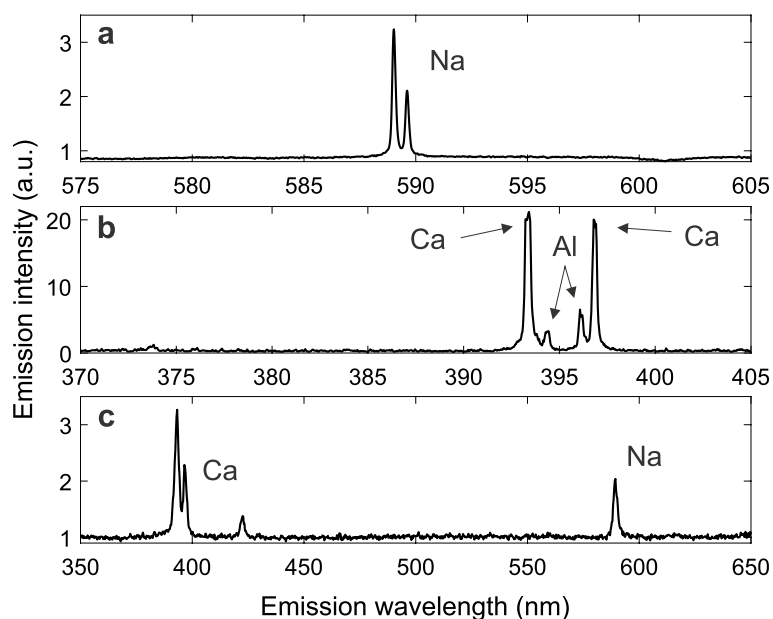 a
Na
3
2
1
575 580 585 590 595 600 605
b
Ca
Al
Ca
20
10
0
370 375 380 385 390 395 400 405
c
Ca
Na
3
2
1
350 400 450 500 550 600 650
Emission intensity (a.u.)
Emission wavelength (nm)